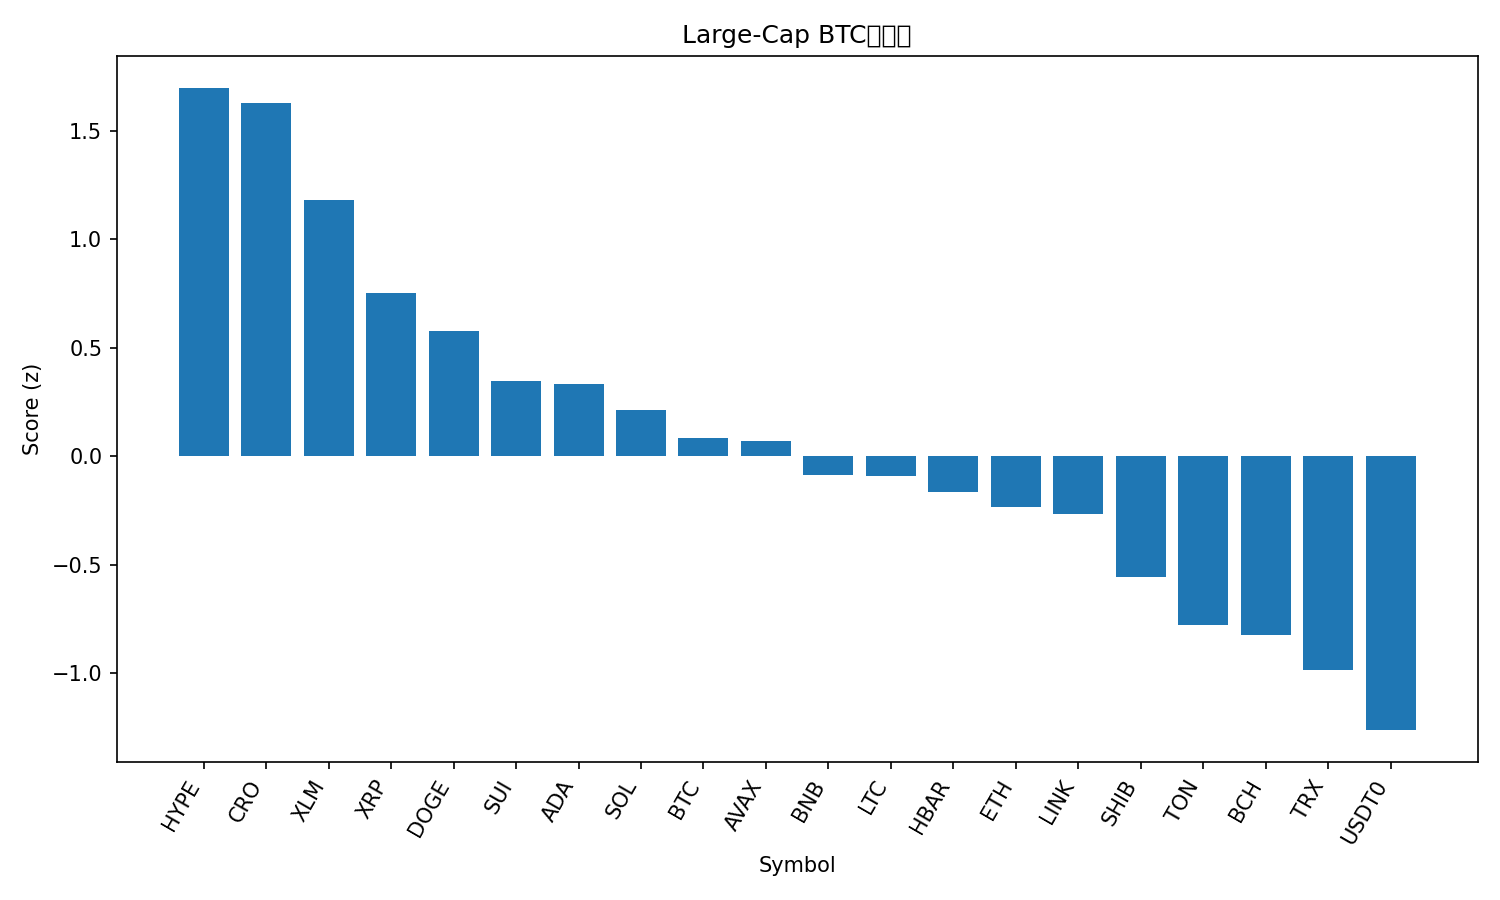 Large-Cap BTC
1.5
1.0
0.5
0.0
−0.5
−1.0
Score (z)
HYPE
CRO
XLM
XRP
DOGE
SUI
ADA
SOL
BTC
AVAX
BNB
LTC
HBAR
ETH
LINK
SHIB
TON
BCH
TRX
USDT0
Symbol